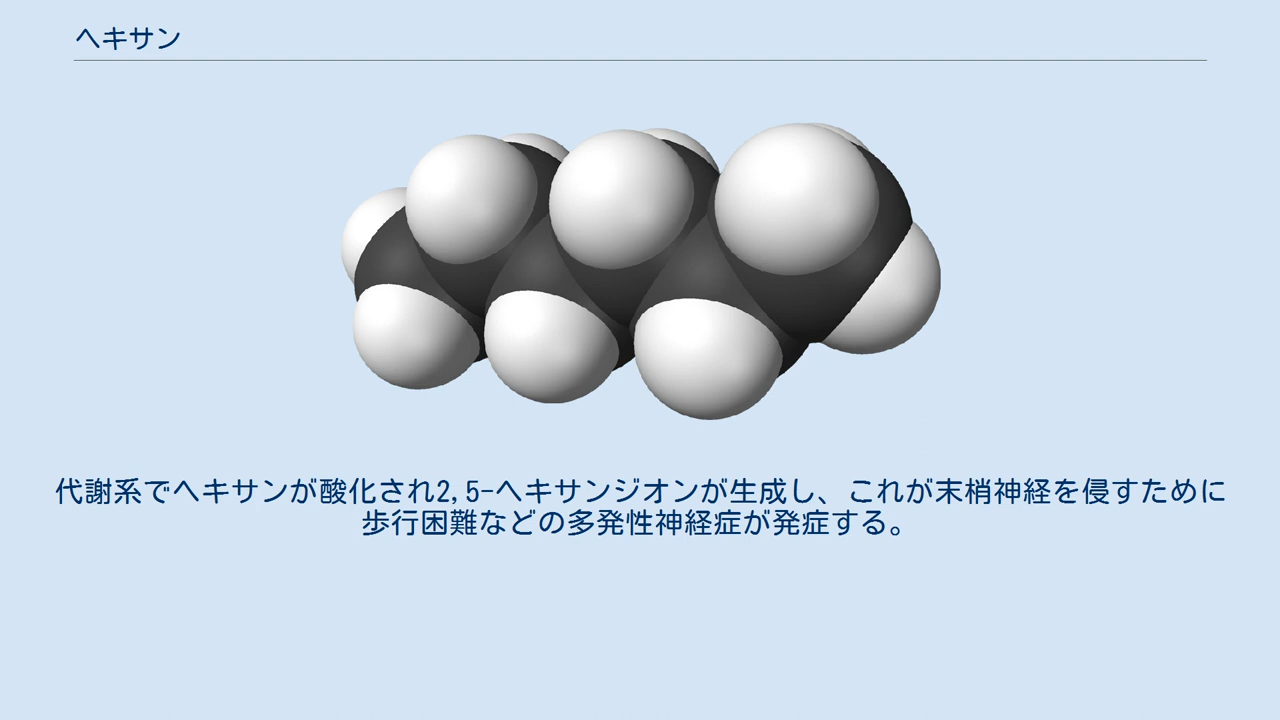 ヘキサン
代謝系でヘキサンが酸化され2,5-ヘキサンジオンが生成し、これが末梢神経を侵すために
歩行困難などの多発性神経症が発症する。